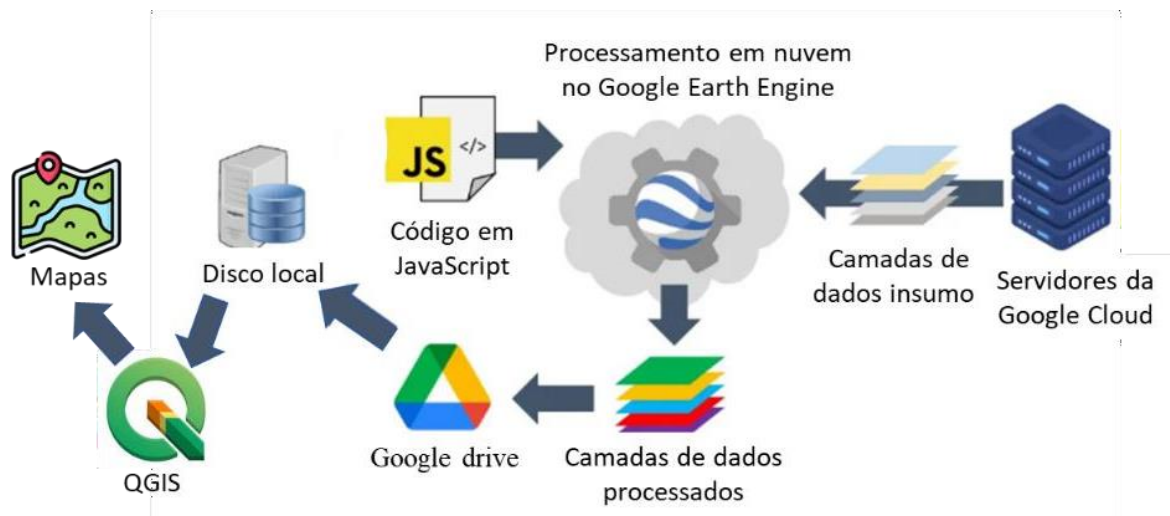 Processamento em nuvem
no Google Earth Engine
JS
</>
Código em
JavaScript
Mapas
Disco local
Camadas de
dados insumo
Servidores da
Google Cloud
QGIS
Google drive
Camadas de dados
processados